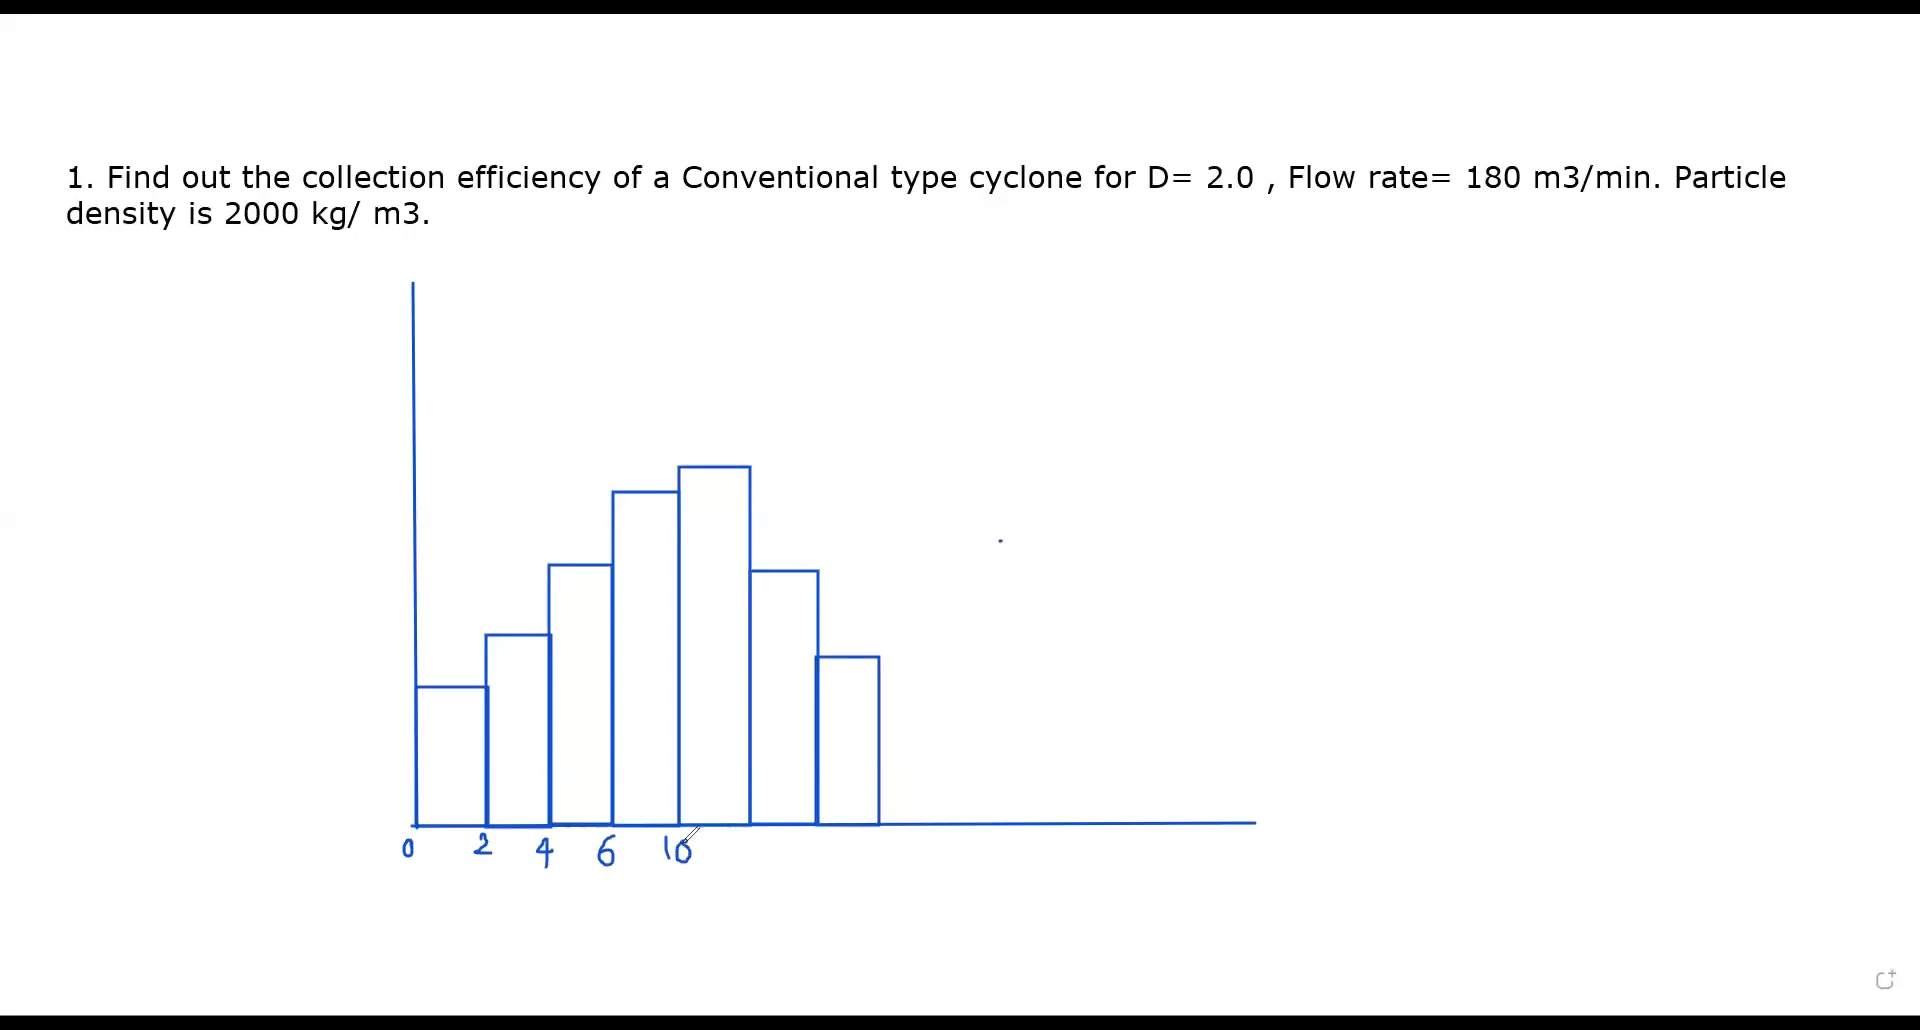 1. Find out the collection efficiency of a Conventional type cyclone for D= 2.0 , Flow rate= 180 m3/min. Particle
density is 2000 kg/ m3.
0 2 4 6 10